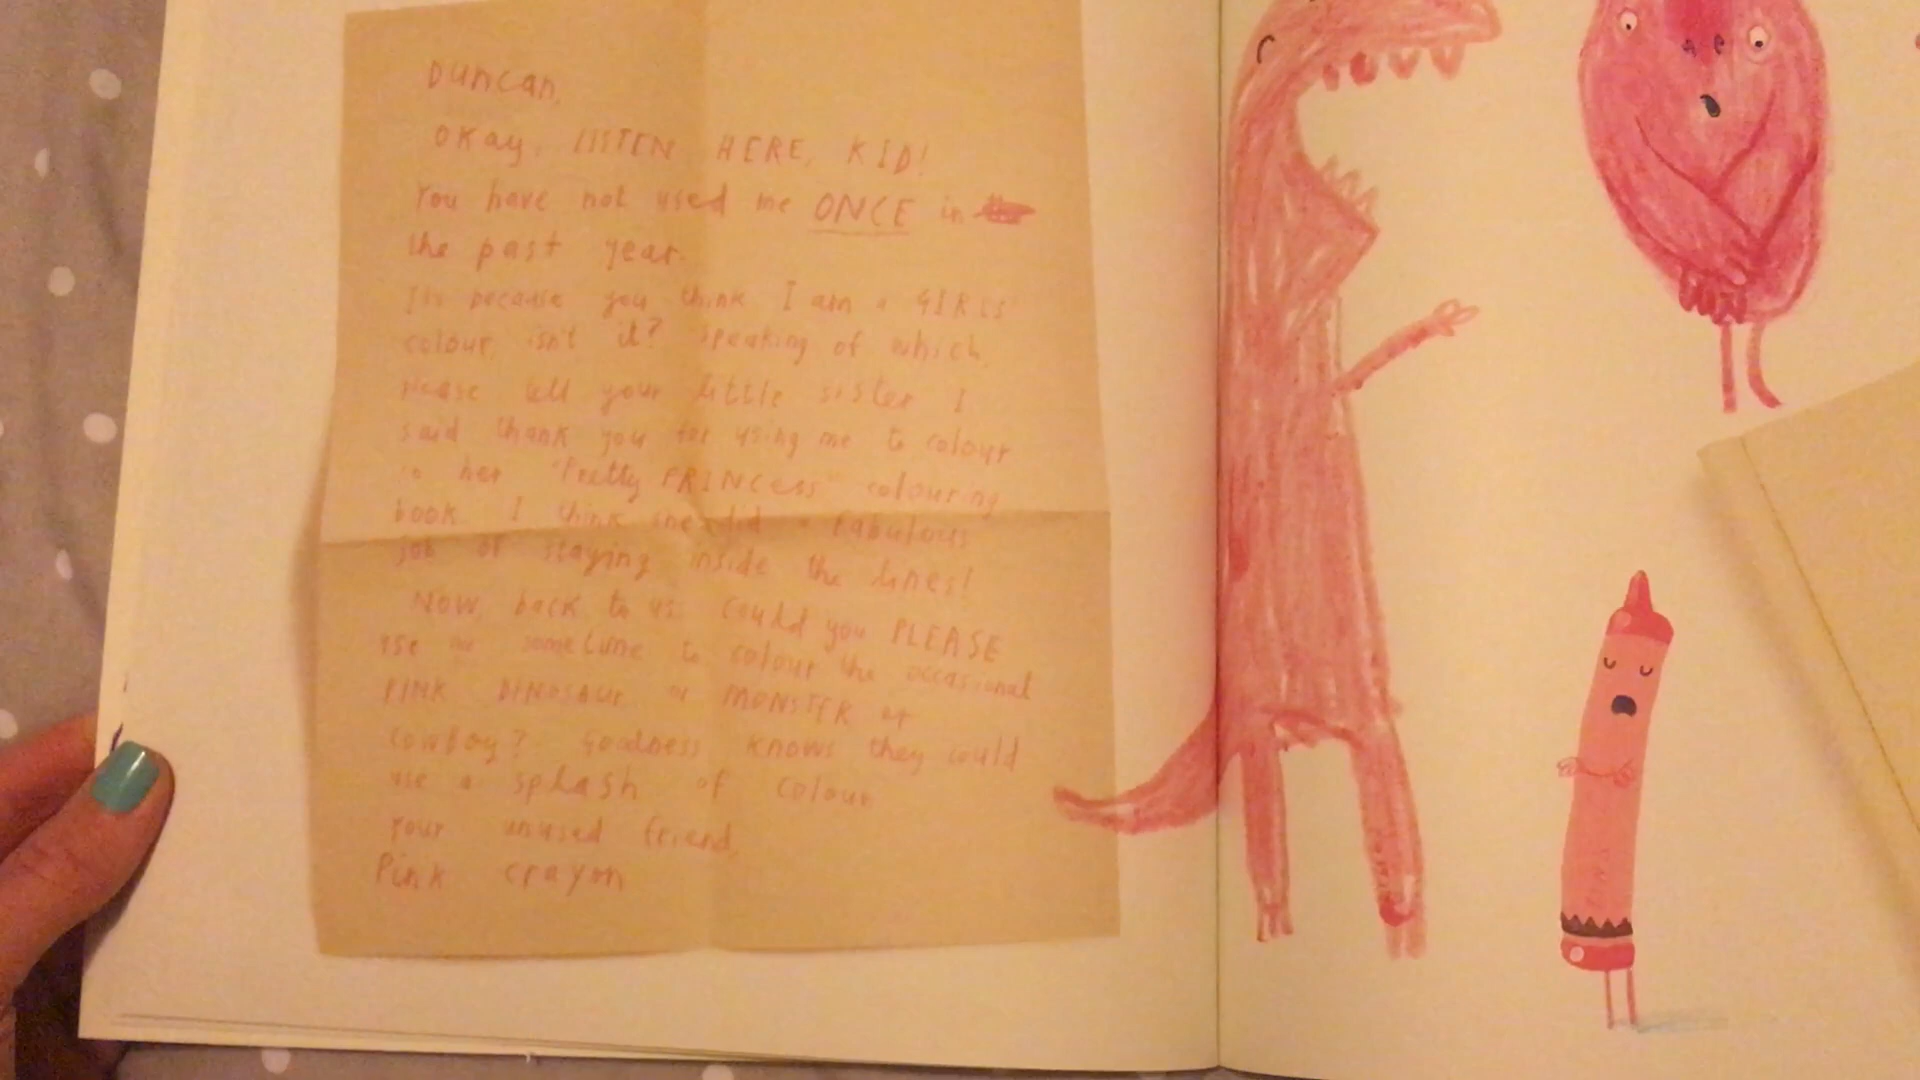 Duncan,
Okay, LISTEN HERE, KID!
You have not used me ONCE in
the past year.
Its because you think I am a GIRLS'
colour, isn't it? Speaking of which,
please tell your little sister I
said thank you for using me to colour
in her "Pretty PRINCess" colouring
book. I think she did a fabulous
job of staying inside the lines!
Now, back to us. Could you PLEASE
use me sometime to colour the occasional
PINK DINOSAUR or MONSTER or
Cowboy? Goodness knows they could
use a splash of colour.
Your unused friend,
Pink crayon